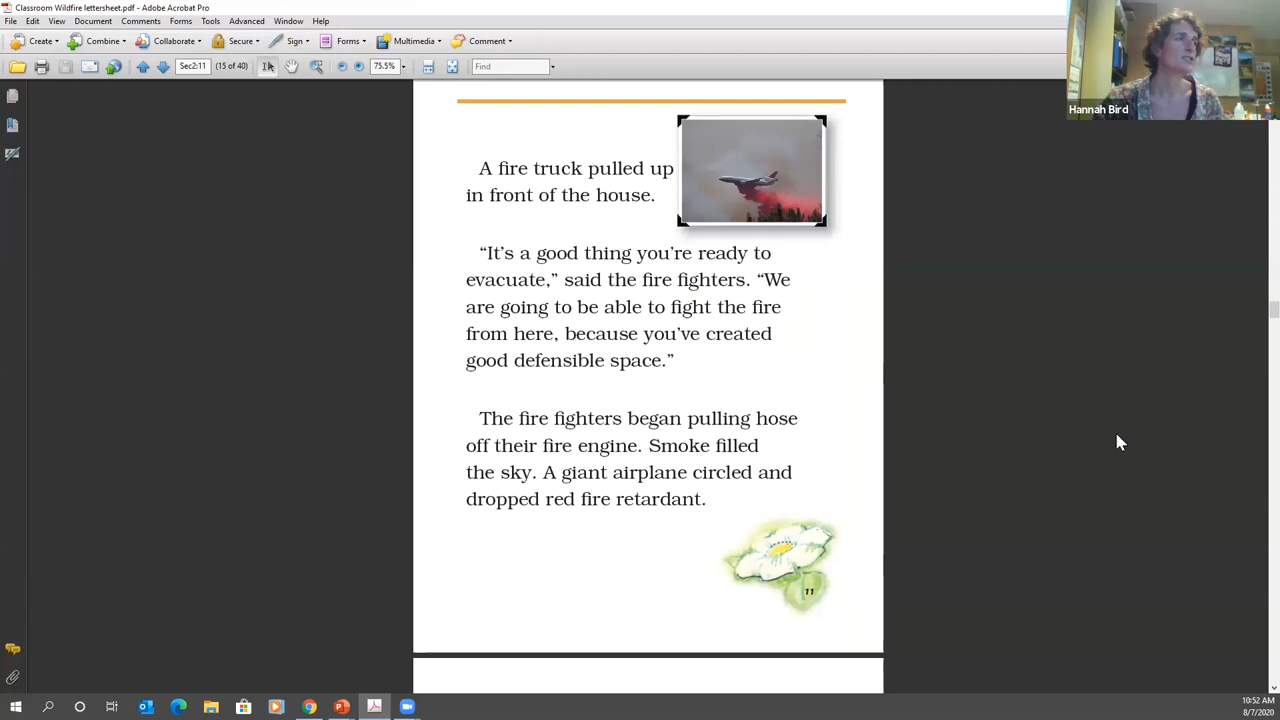 Classroom Wildfire lettersheet.pdf - Adobe Acrobat Pro
File Edit View Document Comments Forms Tools Advanced Window Help
Create Combine Collaborate Secure Sign Forms Multimedia Comment
Sec2:11 (15 of 40) 75.5% Find
Hannah Bird
A fire truck pulled up
in front of the house.
“It’s a good thing you’re ready to
evacuate,” said the fire fighters. “We
are going to be able to fight the fire
from here, because you’ve created
good defensible space.”
The fire fighters began pulling hose
off their fire engine. Smoke filled
the sky. A giant airplane circled and
dropped red fire retardant.
11
10:52 AM
8/7/2020